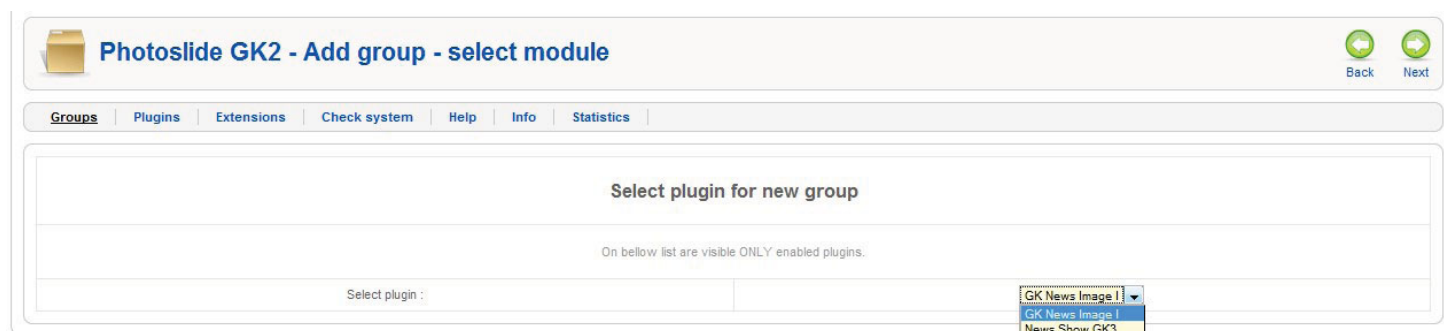 Photoslide GK2 - Add group - select module
Back Next
Groups Plugins Extensions Check system Help Info Statistics
Select plugin for new group
On bellow list are visible ONLY enabled plugins.
Select plugin :
GK News Image I
GK News Image I
News Show GK3